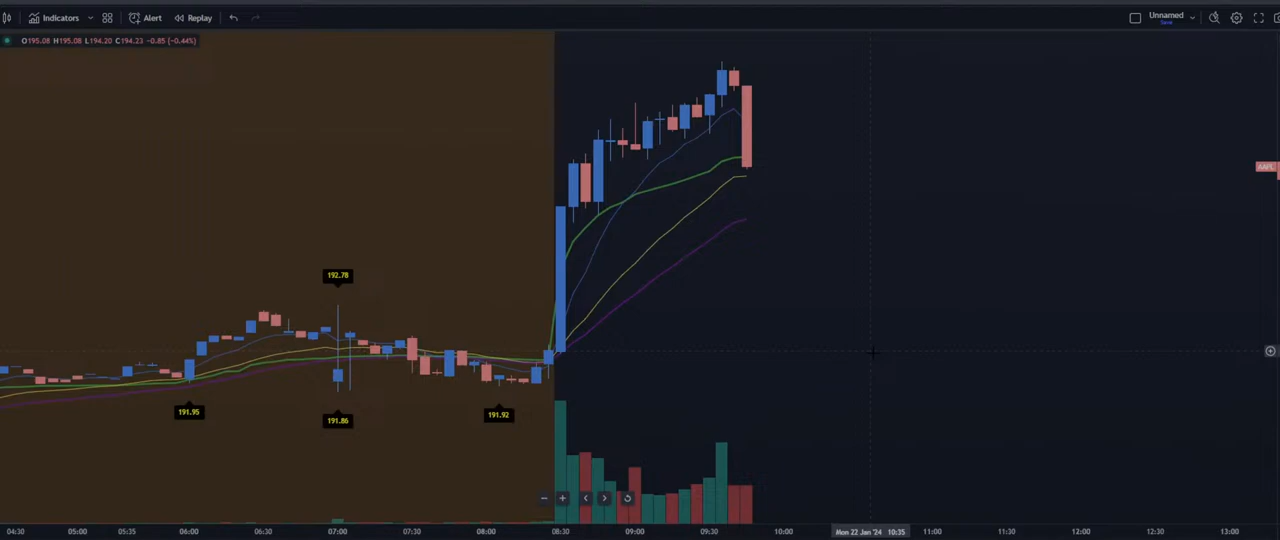 Indicators Alert Replay Unnamed
Save
O195.08 H195.08 L194.20 C194.23 −0.85 (−0.44%)
AAPL
192.78
191.95
191.86
191.92
04:30 05:00 05:35 06:00 06:30 07:00 07:30 08:00 08:30 09:00 09:30 10:00 Mon 22 Jan '24 10:35 11:00 11:30 12:00 12:30 13:00